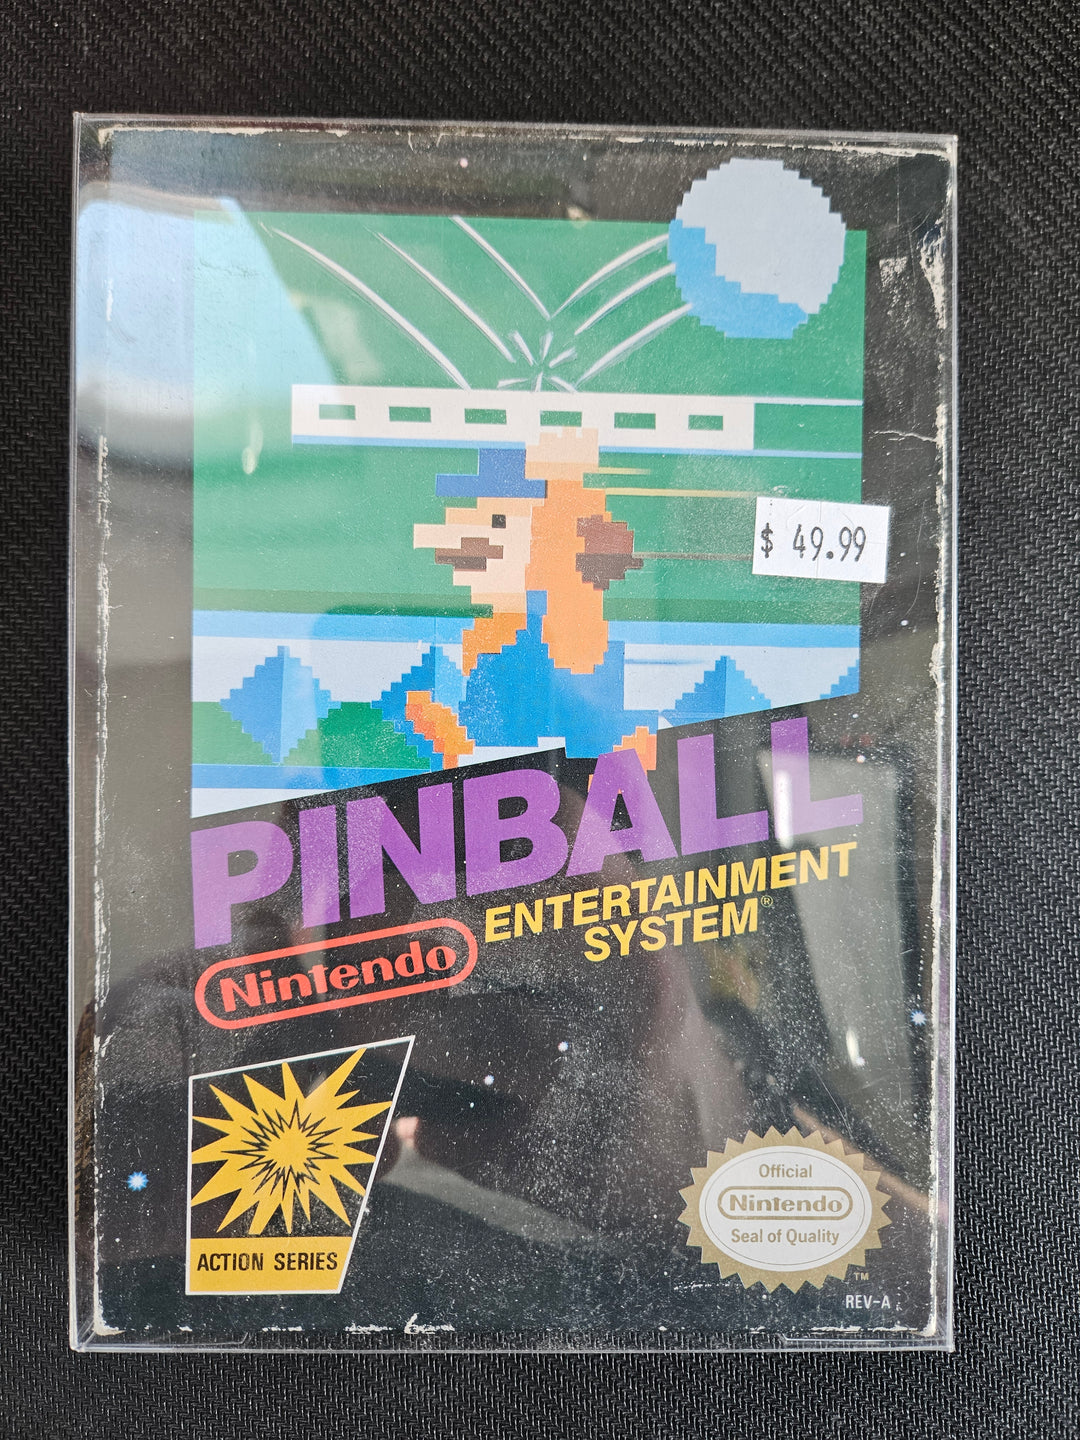 $ 49.99
PINBALL
Nintendo
ENTERTAINMENT
SYSTEM®
ACTION SERIES
Official
Nintendo®
Seal of Quality
TM
REV-A